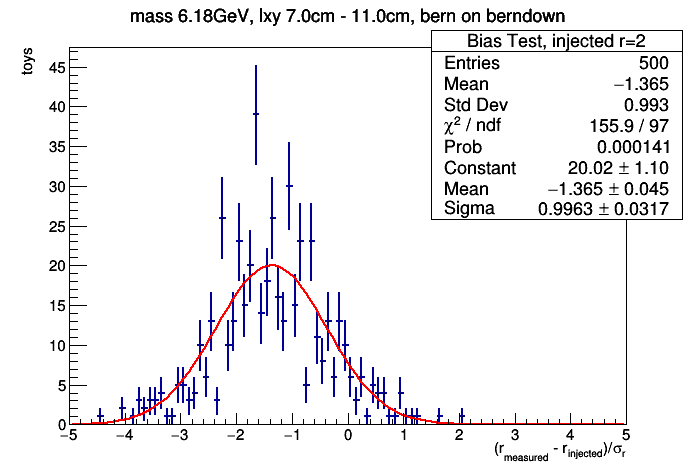 mass 6.18GeV, lxy 7.0cm - 11.0cm, bern on berndown
Bias Test, injected r=2
Entries 500
Mean −1.365
Std Dev 0.993
χ² / ndf 155.9 / 97
Prob 0.000141
Constant 20.02 ± 1.10
Mean −1.365 ± 0.045
Sigma 0.9963 ± 0.0317
toys
45
40
35
30
25
20
15
10
5
0
−5 −4 −3 −2 −1 0 1 2 3 4 5
(r_measured - r_injected)/σ_r